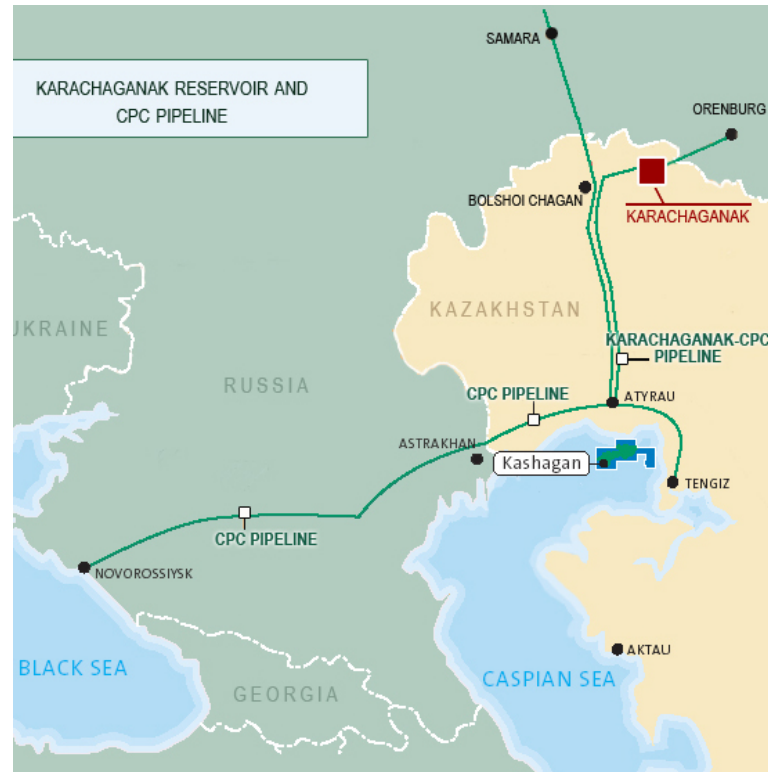 SAMARA
KARACHAGANAK RESERVOIR AND
CPC PIPELINE
ORENBURG
BOLSHOI CHAGAN
KARACHAGANAK
KAZAKHSTAN
UKRAINE
KARACHAGANAK-CPC
PIPELINE
RUSSIA
CPC PIPELINE
ATYRAU
ASTRAKHAN
Kashagan
TENGIZ
CPC PIPELINE
NOVOROSSIYSK
AKTAU
BLACK SEA
CASPIAN SEA
GEORGIA